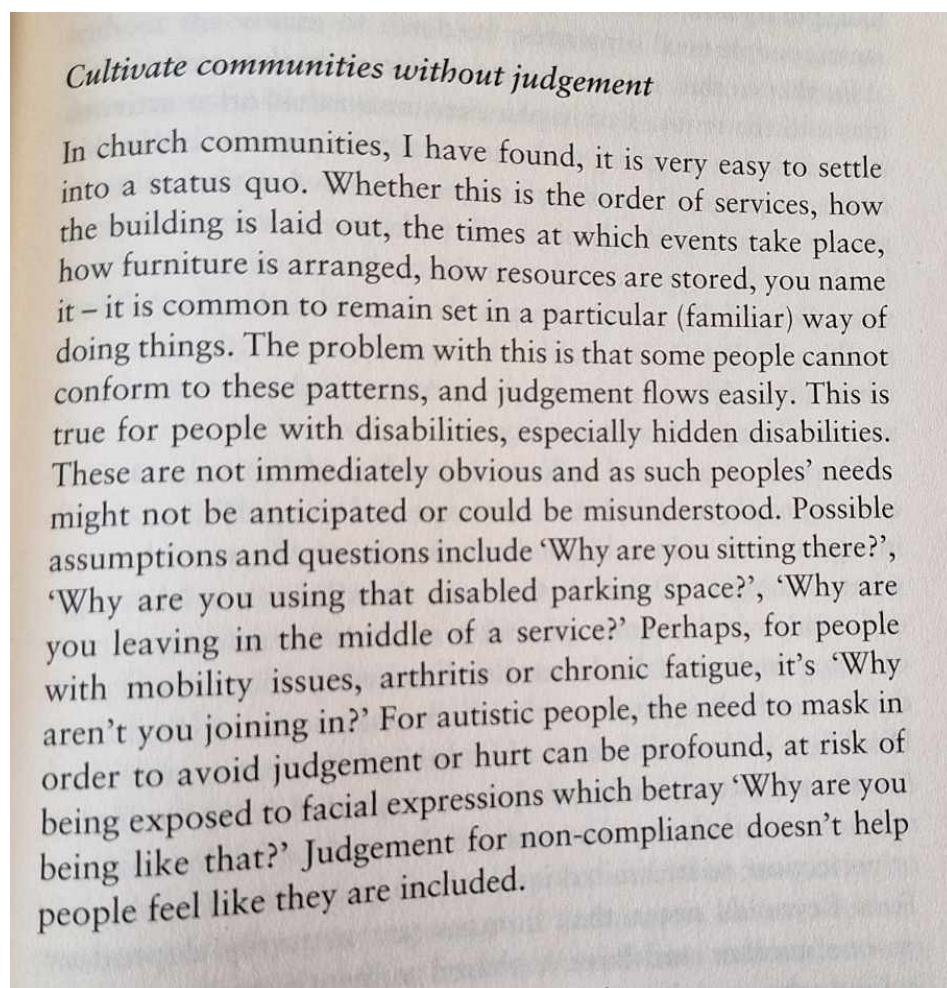 Cultivate communities without judgement
In church communities, I have found, it is very easy to settle
into a status quo. Whether this is the order of services, how
the building is laid out, the times at which events take place,
how furniture is arranged, how resources are stored, you name
it – it is common to remain set in a particular (familiar) way of
doing things. The problem with this is that some people cannot
conform to these patterns, and judgement flows easily. This is
true for people with disabilities, especially hidden disabilities.
These are not immediately obvious and as such peoples’ needs
might not be anticipated or could be misunderstood. Possible
assumptions and questions include ‘Why are you sitting there?’,
‘Why are you using that disabled parking space?’, ‘Why are
you leaving in the middle of a service?’ Perhaps, for people
with mobility issues, arthritis or chronic fatigue, it’s ‘Why
aren’t you joining in?’ For autistic people, the need to mask in
order to avoid judgement or hurt can be profound, at risk of
being exposed to facial expressions which betray ‘Why are you
being like that?’ Judgement for non-compliance doesn’t help
people feel like they are included.